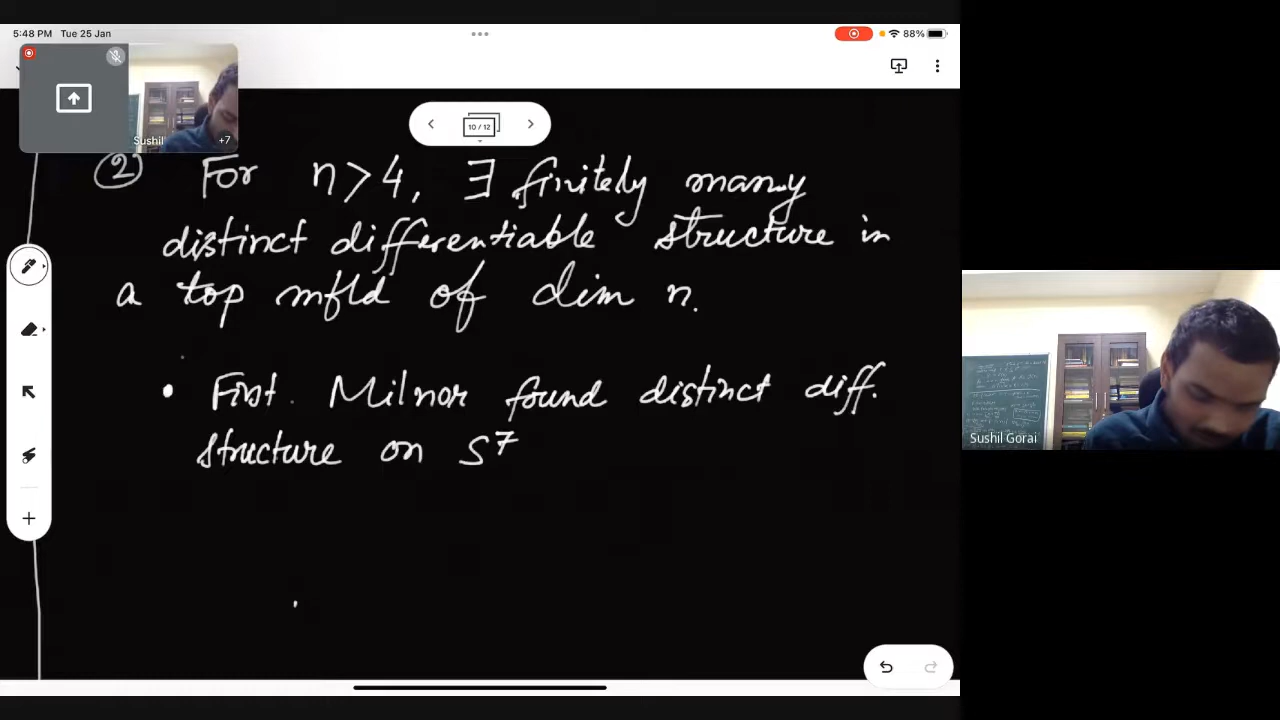 5:48 PM Tue 25 Jan
88%
Sushil
+7
10 / 12
② For n > 4, ∃ finitely many
distinct differentiable structure in
a top mfld of dim n.
• First Milnor found distinct diff.
structure on S⁷
Sushil Gorai